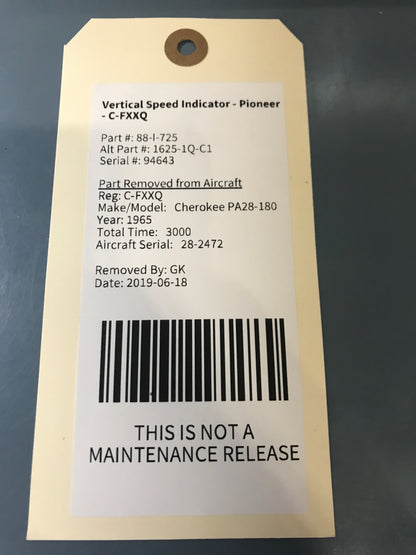 Vertical Speed Indicator - Pioneer
- C-FXXQ
Part #: 88-I-725
Alt Part #: 1625-1Q-C1
Serial #: 94643
Part Removed from Aircraft
Reg: C-FXXQ
Make/Model: Cherokee PA28-180
Year: 1965
Total Time: 3000
Aircraft Serial: 28-2472
Removed By: GK
Date: 2019-06-18
THIS IS NOT A
MAINTENANCE RELEASE